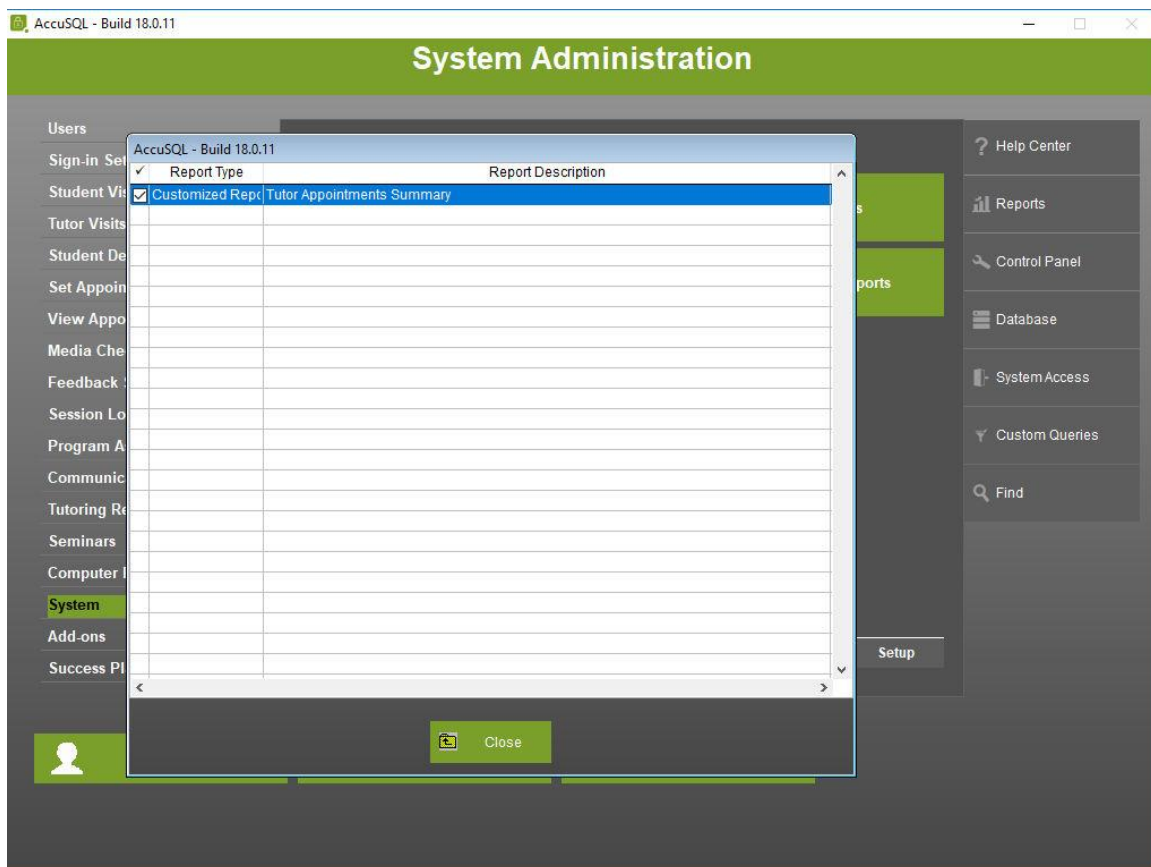 AccuSQL - Build 18.0.11
System Administration
Users
Sign-in Set
Student Vis
Tutor Visits
Student De
Set Appoin
View Appo
Media Che
Feedback
Session Lo
Program A
Communic
Tutoring Re
Seminars
Computer
System
Add-ons
Success Pl
AccuSQL - Build 18.0.11
✓ Report Type Report Description
Customized Repo Tutor Appointments Summary
Close
s
ports
Setup
? Help Center
Reports
Control Panel
Database
System Access
Custom Queries
Find